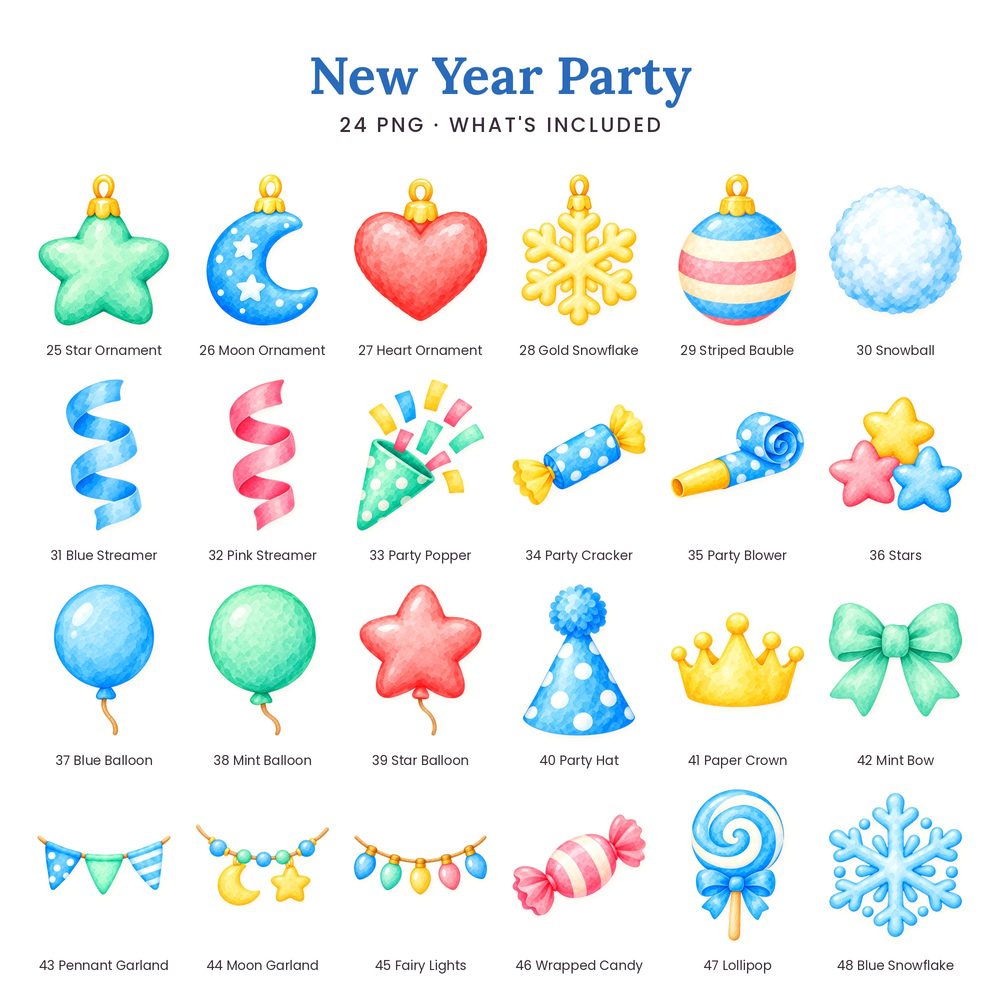 New Year Party
24 PNG · WHAT'S INCLUDED
25 Star Ornament
26 Moon Ornament
27 Heart Ornament
28 Gold Snowflake
29 Striped Bauble
30 Snowball
31 Blue Streamer
32 Pink Streamer
33 Party Popper
34 Party Cracker
35 Party Blower
36 Stars
37 Blue Balloon
38 Mint Balloon
39 Star Balloon
40 Party Hat
41 Paper Crown
42 Mint Bow
43 Pennant Garland
44 Moon Garland
45 Fairy Lights
46 Wrapped Candy
47 Lollipop
48 Blue Snowflake